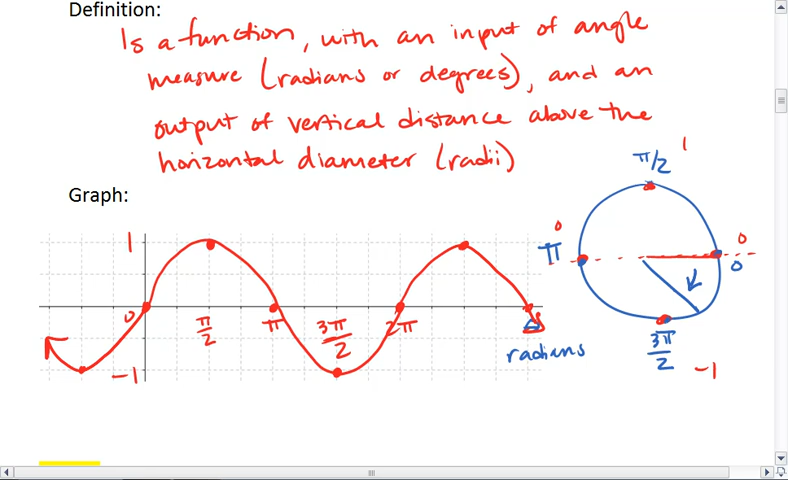 Definition:
Is a function, with an input of angle
measure (radians or degrees), and an
output of vertical distance above the
horizontal diameter (radii)
Graph:
π/2 1
0
π
0
0
3π/2
-1
1
0
π/2
π
3π/2
2π
-1
radians